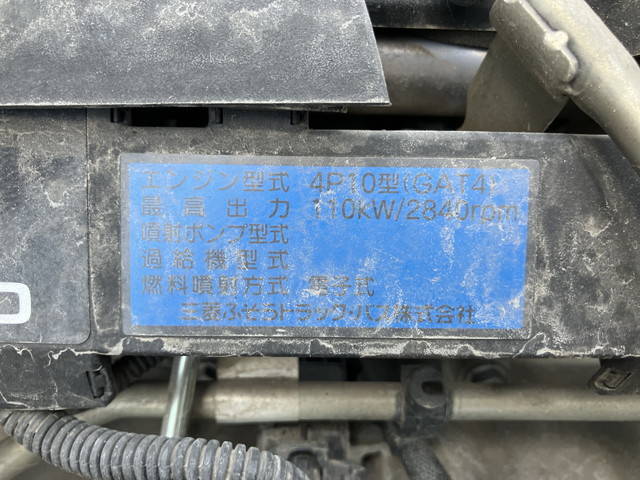 エンジン型式 4P10型(GAT4)
最高出力 110KW/2840rpm
噴射ポンプ型式
過給機型式
燃料噴射方式 電子式
三菱ふそうトラック・バス株式会社